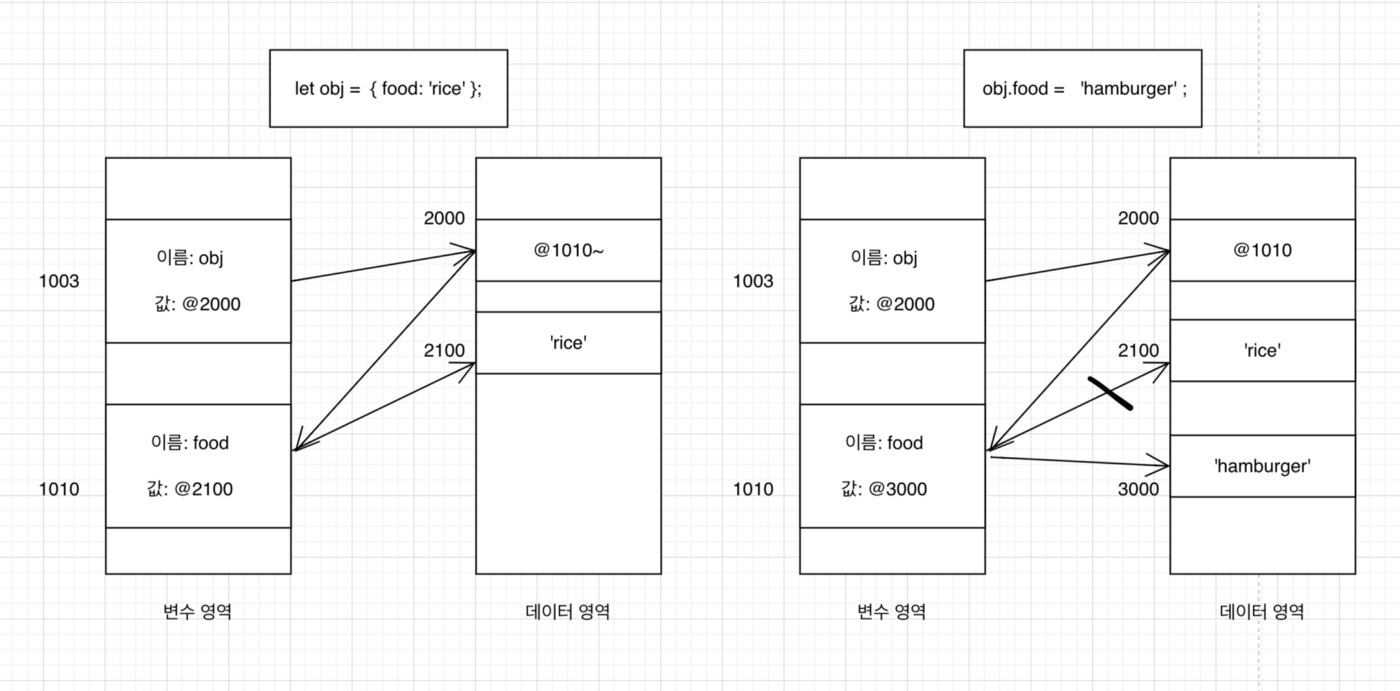 let obj = { food: 'rice' };
2000
이름: obj
@1010~
1003
값: @2000
'rice'
2100
이름: food
1010
값: @2100
변수 영역
데이터 영역
obj.food = 'hamburger' ;
2000
이름: obj
@1010
1003
값: @2000
2100
'rice'
이름: food
'hamburger'
1010
값: @3000
3000
변수 영역
데이터 영역